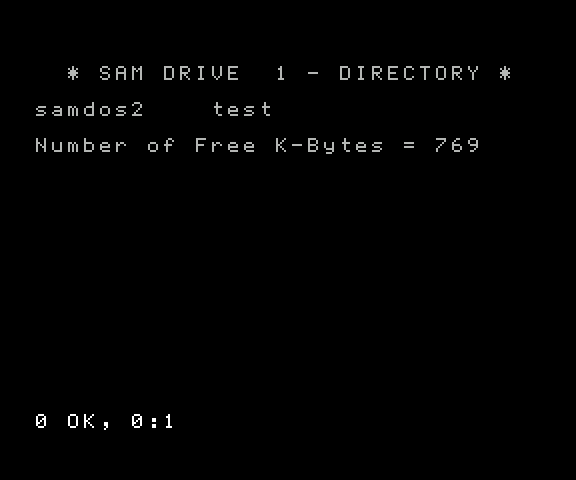 * SAM DRIVE  1 - DIRECTORY *
samdos2    test
Number of Free K-Bytes = 769
0 OK, 0:1